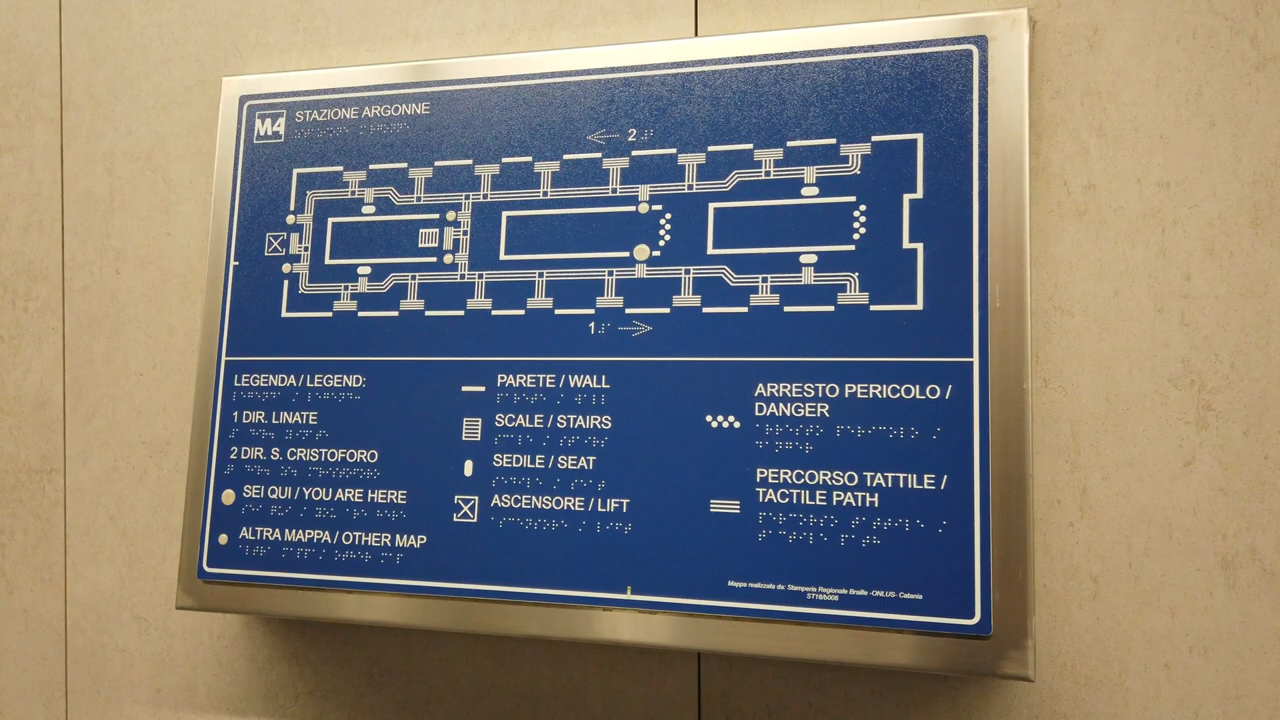 M4
STAZIONE ARGONNE
2
1
LEGENDA / LEGEND:
1 DIR. LINATE
2 DIR. S. CRISTOFORO
SEI QUI / YOU ARE HERE
ALTRA MAPPA / OTHER MAP
PARETE / WALL
SCALE / STAIRS
SEDILE / SEAT
ASCENSORE / LIFT
ARRESTO PERICOLO /
DANGER
PERCORSO TATTILE /
TACTILE PATH
Mappa realizzata da: Stamperia Regionale Braille -ONLUS- Catania
ST18/b006